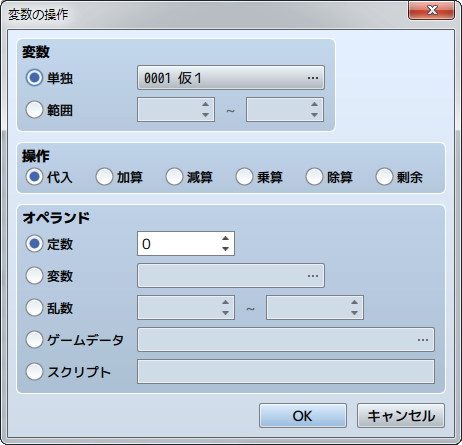 変数の操作
変数
単独 0001 仮1 ...
範囲 ~
操作
代入 加算 減算 乗算 除算 剰余
オペランド
定数 0
変数 ...
乱数 ~
ゲームデータ ...
スクリプト
OK キャンセル